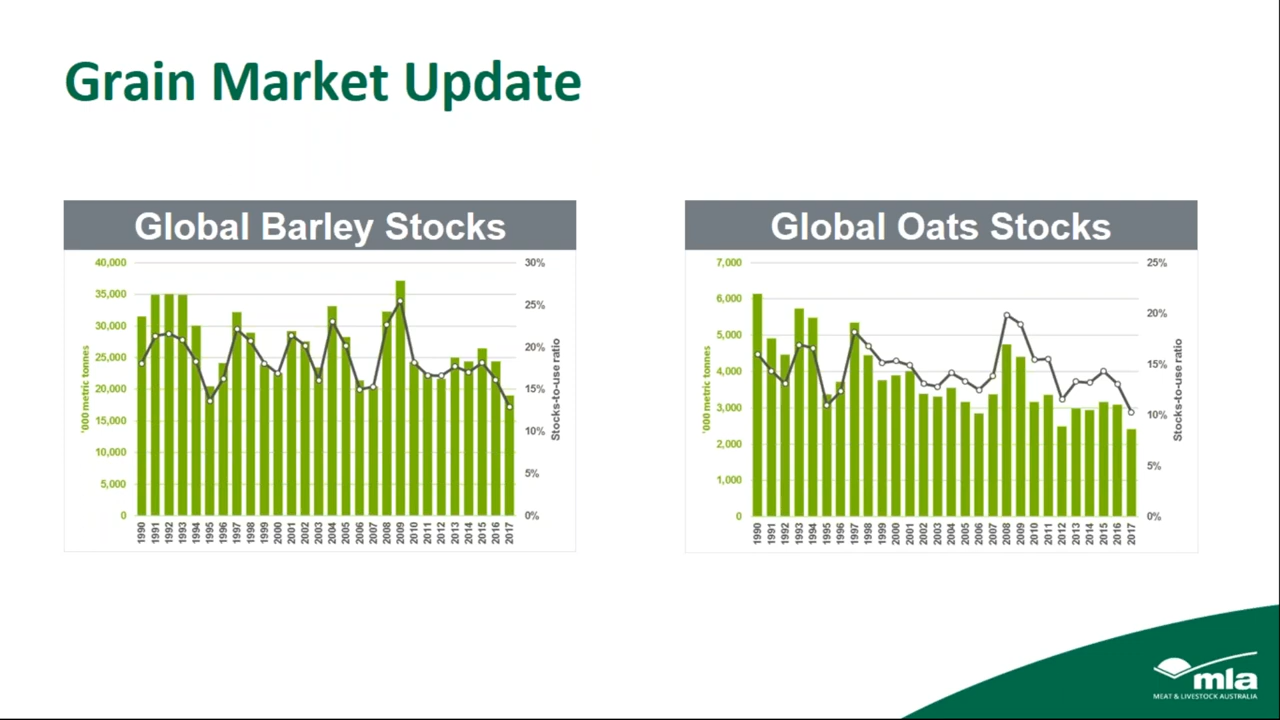 Grain Market Update
Global Barley Stocks
40,000
35,000
30,000
25,000
20,000
15,000
10,000
5,000
0
'000 metric tonnes
30%
25%
20%
15%
10%
5%
0%
Stocks-to-use ratio
1990 1991 1992 1993 1994 1995 1996 1997 1998 1999 2000 2001 2002 2003 2004 2005 2006 2007 2008 2009 2010 2011 2012 2013 2014 2015 2016 2017
Global Oats Stocks
7,000
6,000
5,000
4,000
3,000
2,000
1,000
0
'000 metric tonnes
25%
20%
15%
10%
5%
0%
Stocks-to-use ratio
1990 1991 1992 1993 1994 1995 1996 1997 1998 1999 2000 2001 2002 2003 2004 2005 2006 2007 2008 2009 2010 2011 2012 2013 2014 2015 2016 2017
mla
MEAT & LIVESTOCK AUSTRALIA